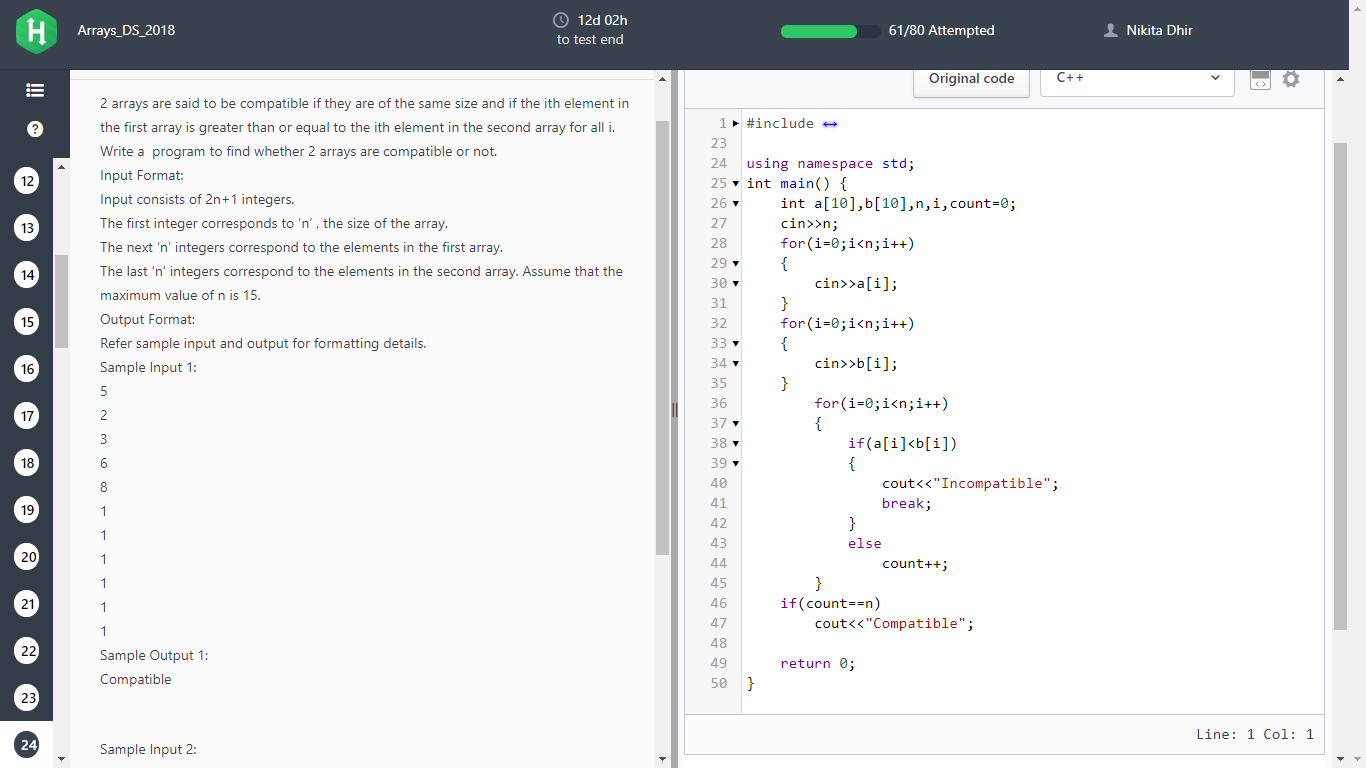 Arrays_DS_2018
12d 02h
to test end
61/80 Attempted
Nikita Dhir
12
13
14
15
16
17
18
19
20
21
22
23
24
2 arrays are said to be compatible if they are of the same size and if the ith element in
the first array is greater than or equal to the ith element in the second array for all i.
Write a  program to find whether 2 arrays are compatible or not.
Input Format:
Input consists of 2n+1 integers.
The first integer corresponds to ‘n’ , the size of the array.
The next ‘n’ integers correspond to the elements in the first array.
The last 'n' integers correspond to the elements in the second array. Assume that the
maximum value of n is 15.
Output Format:
Refer sample input and output for formatting details.
Sample Input 1:
5
2
3
6
8
1
1
1
1
1
1
Sample Output 1:
Compatible
Sample Input 2:
Original code
C++
1 #include
23
24 using namespace std;
25 int main() {
26 int a[10],b[10],n,i,count=0;
27 cin>>n;
28 for(i=0;i<n;i++)
29 {
30 cin>>a[i];
31 }
32 for(i=0;i<n;i++)
33 {
34 cin>>b[i];
35 }
36 for(i=0;i<n;i++)
37 {
38 if(a[i]<b[i])
39 {
40 cout<<"Incompatible";
41 break;
42 }
43 else
44 count++;
45 }
46 if(count==n)
47 cout<<"Compatible";
48
49 return 0;
50 }
Line: 1 Col: 1